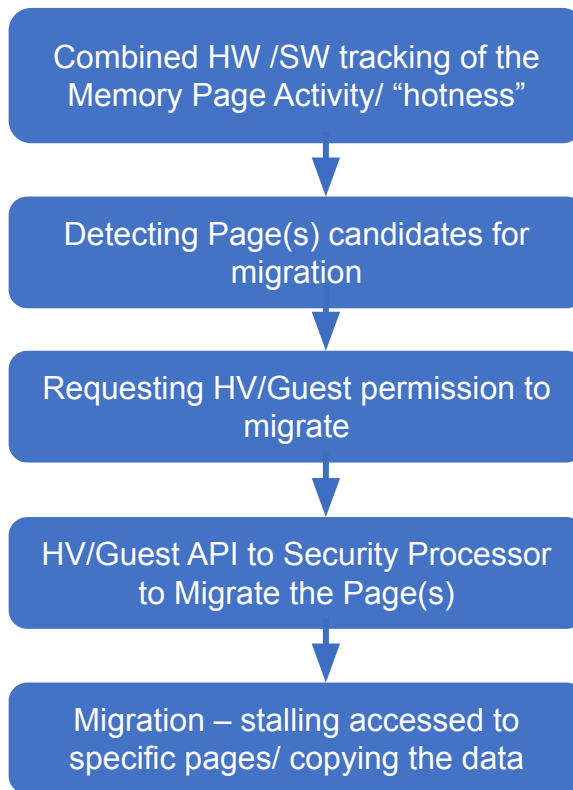 Combined HW /SW tracking of the
Memory Page Activity/ “hotness”
Detecting Page(s) candidates for
migration
Requesting HV/Guest permission to
migrate
HV/Guest API to Security Processor
to Migrate the Page(s)
Migration – stalling accessed to
specific pages/ copying the data